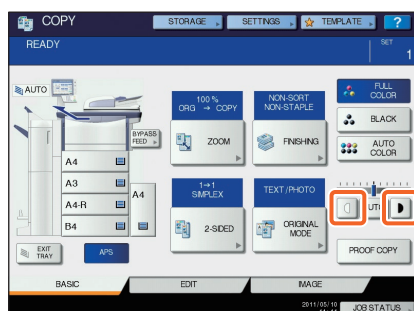 COPY
STORAGE
SETTINGS
TEMPLATE
?
READY
SET
1
AUTO
100 %
ORG → COPY
ZOOM
NON-SORT
NON-STAPLE
FINISHING
FULL
COLOR
BLACK
AUTO
COLOR
BYPASS
FEED
A4
A3
A4-R
B4
A4
1→1
SIMPLEX
2-SIDED
TEXT/PHOTO
ORIGINAL
MODE
EXIT
TRAY
APS
PROOF COPY
BASIC
EDIT
IMAGE
2011/05/10
JOB STATUS